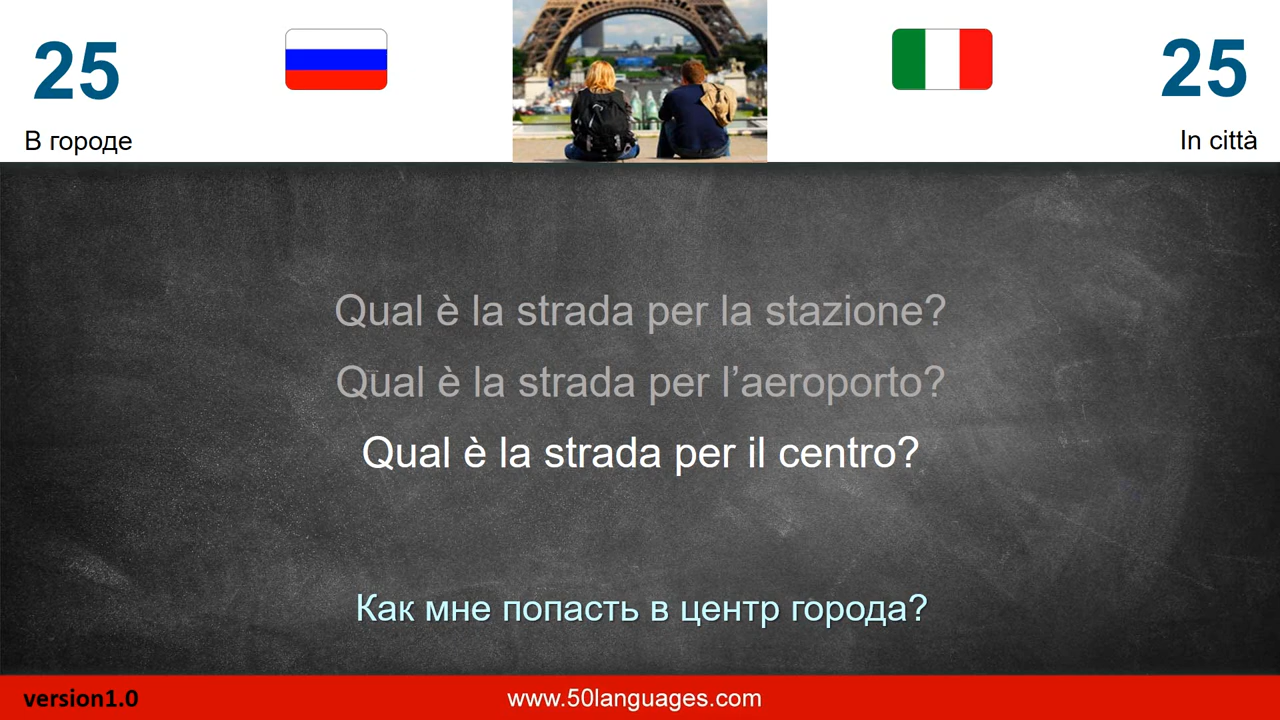 25
25
В городе
In città
Qual è la strada per la stazione?
Qual è la strada per l’aeroporto?
Qual è la strada per il centro?
Как мне попасть в центр города?
version1.0
www.50languages.com